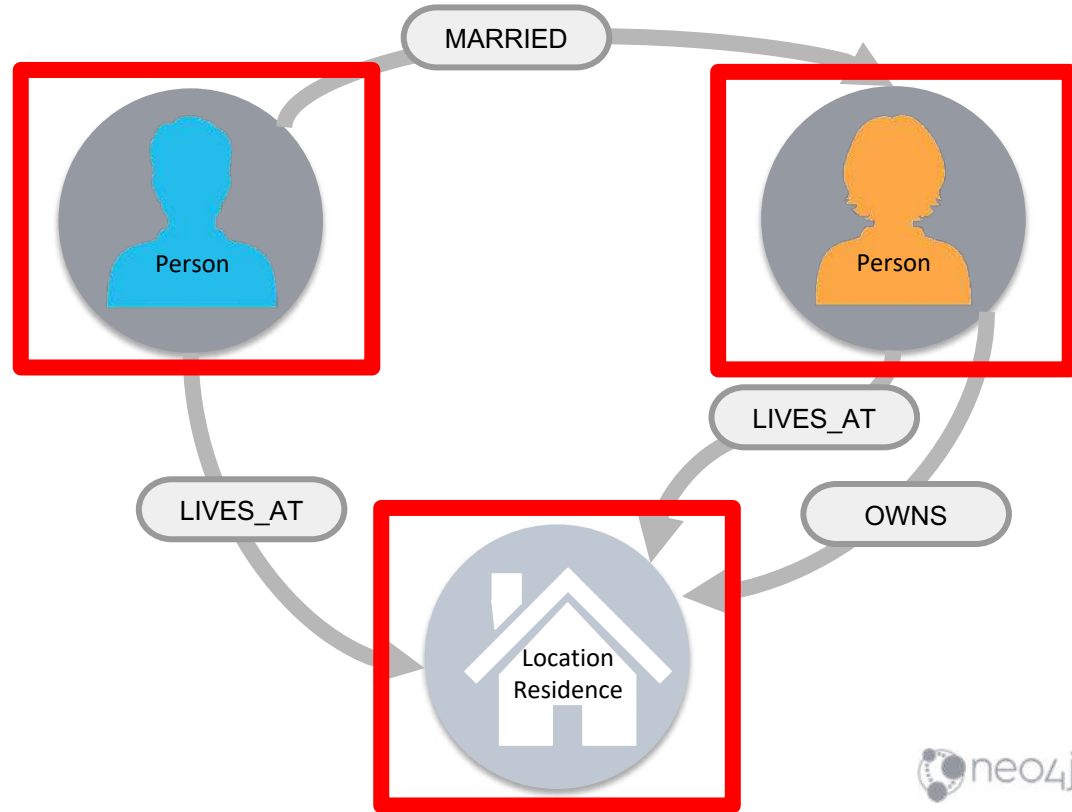 MARRIED
Person
Person
LIVES_AT
LIVES_AT
OWNS
Location
Residence
neo4j